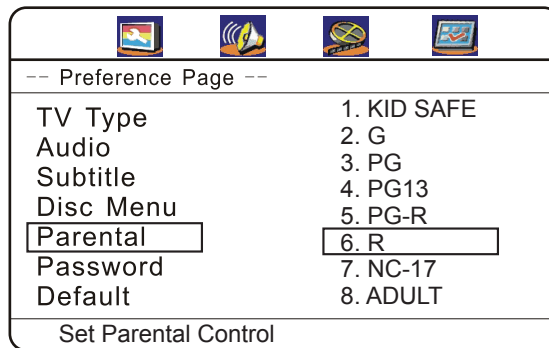 -- Preference Page --
TV Type
Audio
Subtitle
Disc Menu
Parental
Password
Default
1. KID SAFE
2. G
3. PG
4. PG13
5. PG-R
6. R
7. NC-17
8. ADULT
Set Parental Control